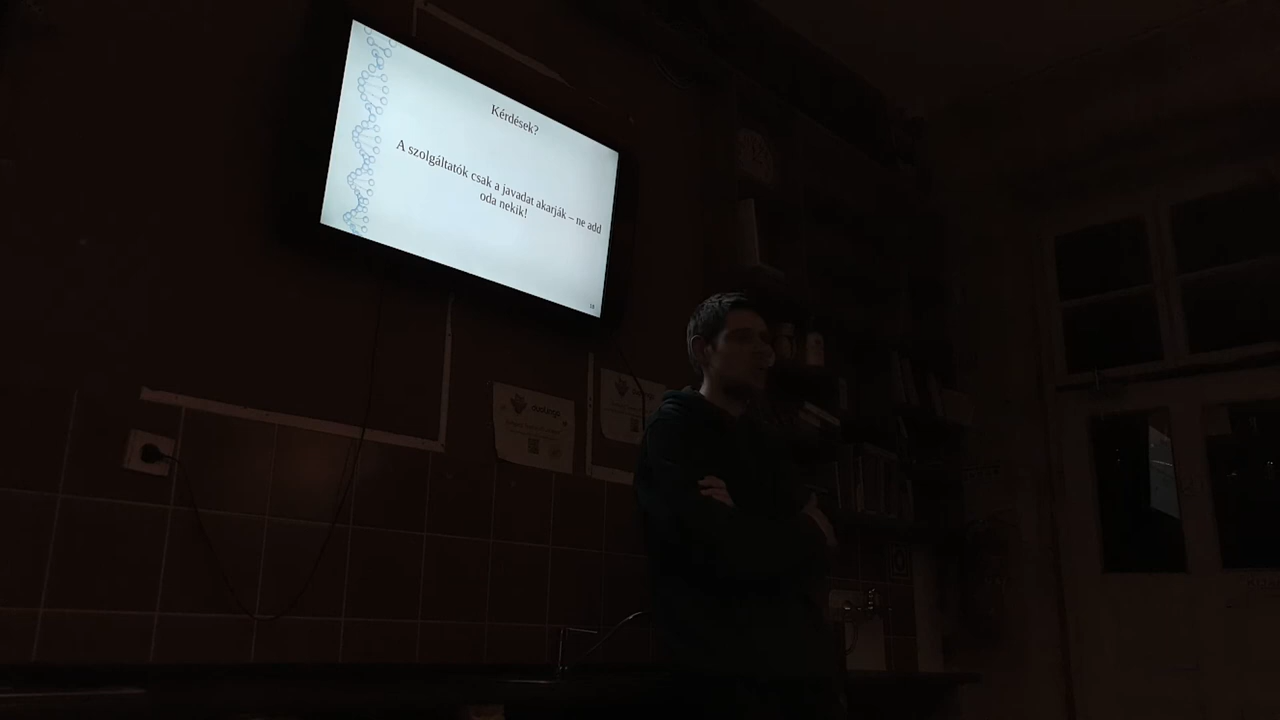 Kérdések?
A szolgáltatók csak a javadat akarják – ne add
oda nekik!